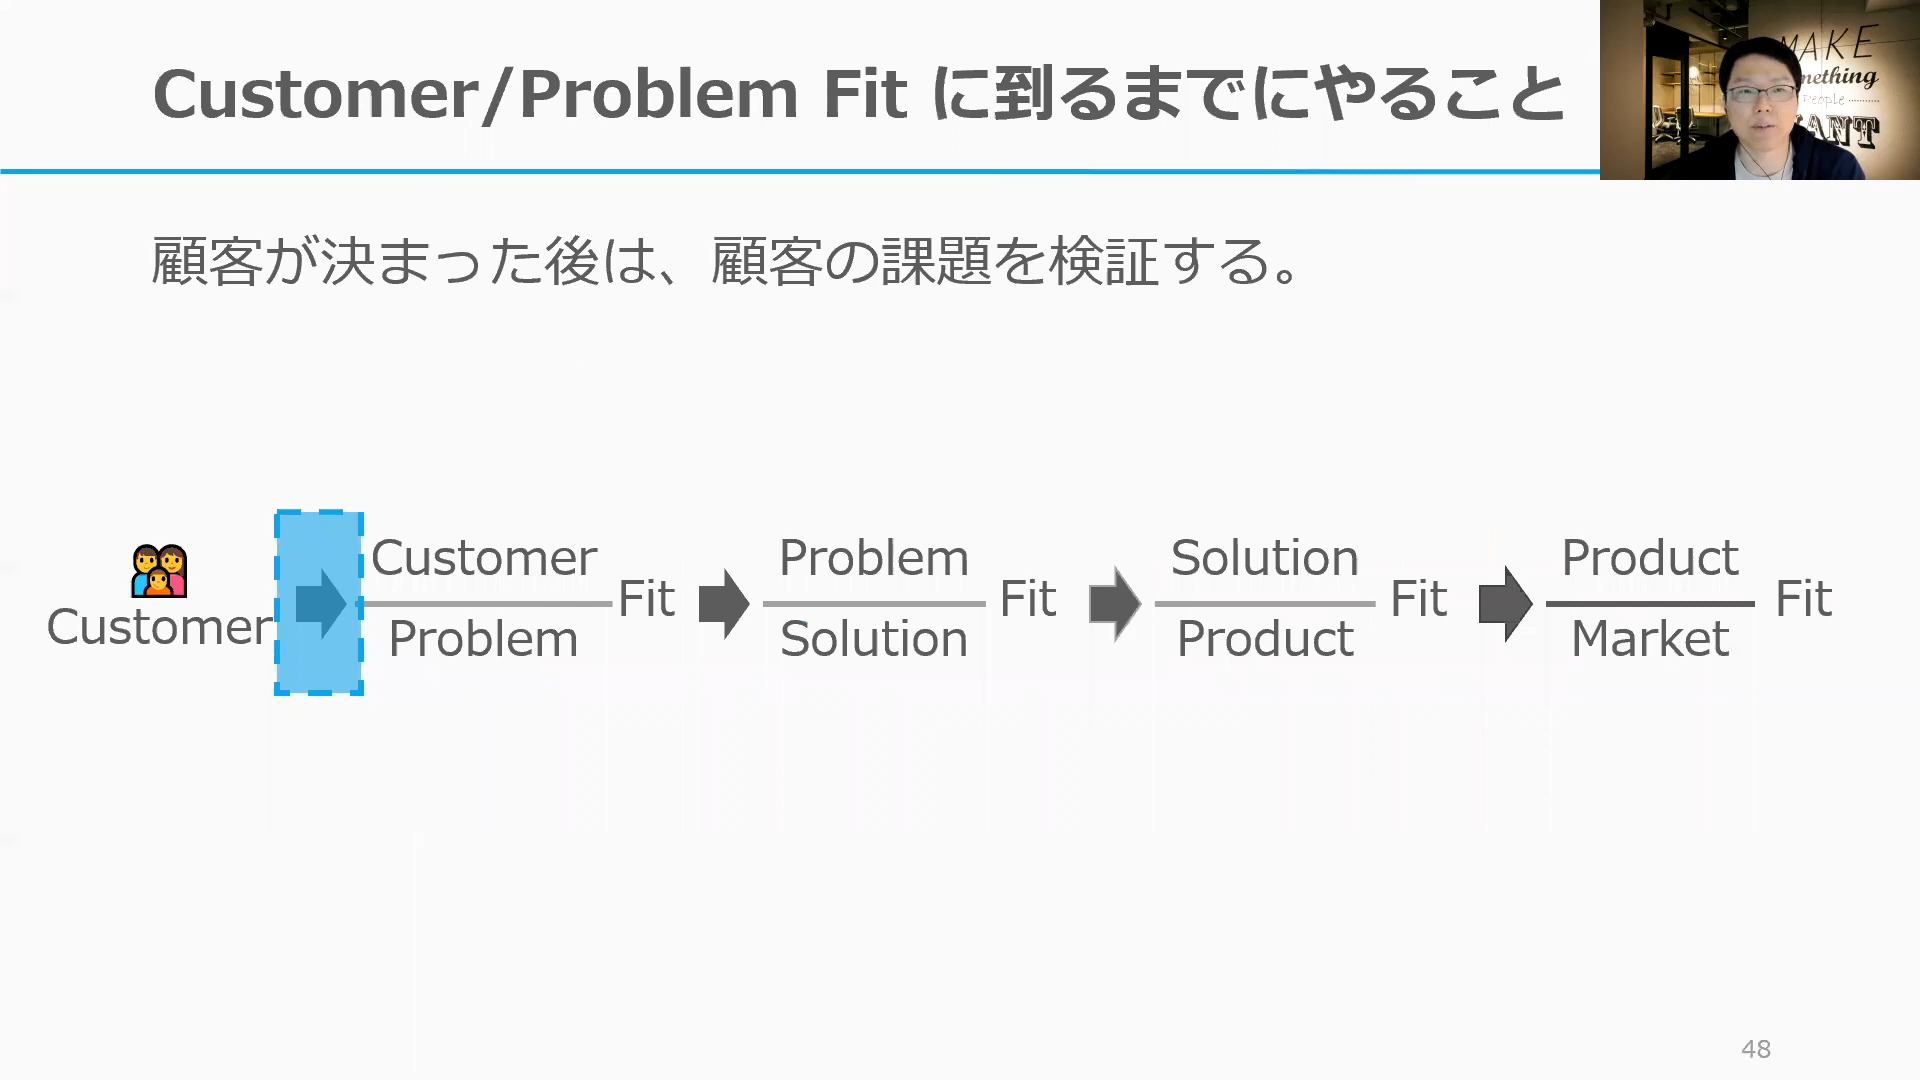 Customer/Problem Fit に到るまでにやること
MAKE
People
顧客が決まった後は、顧客の課題を検証する。
Customer
Customer
Problem
Fit
Problem
Solution
Fit
Solution
Product
Fit
Product
Market
Fit
48